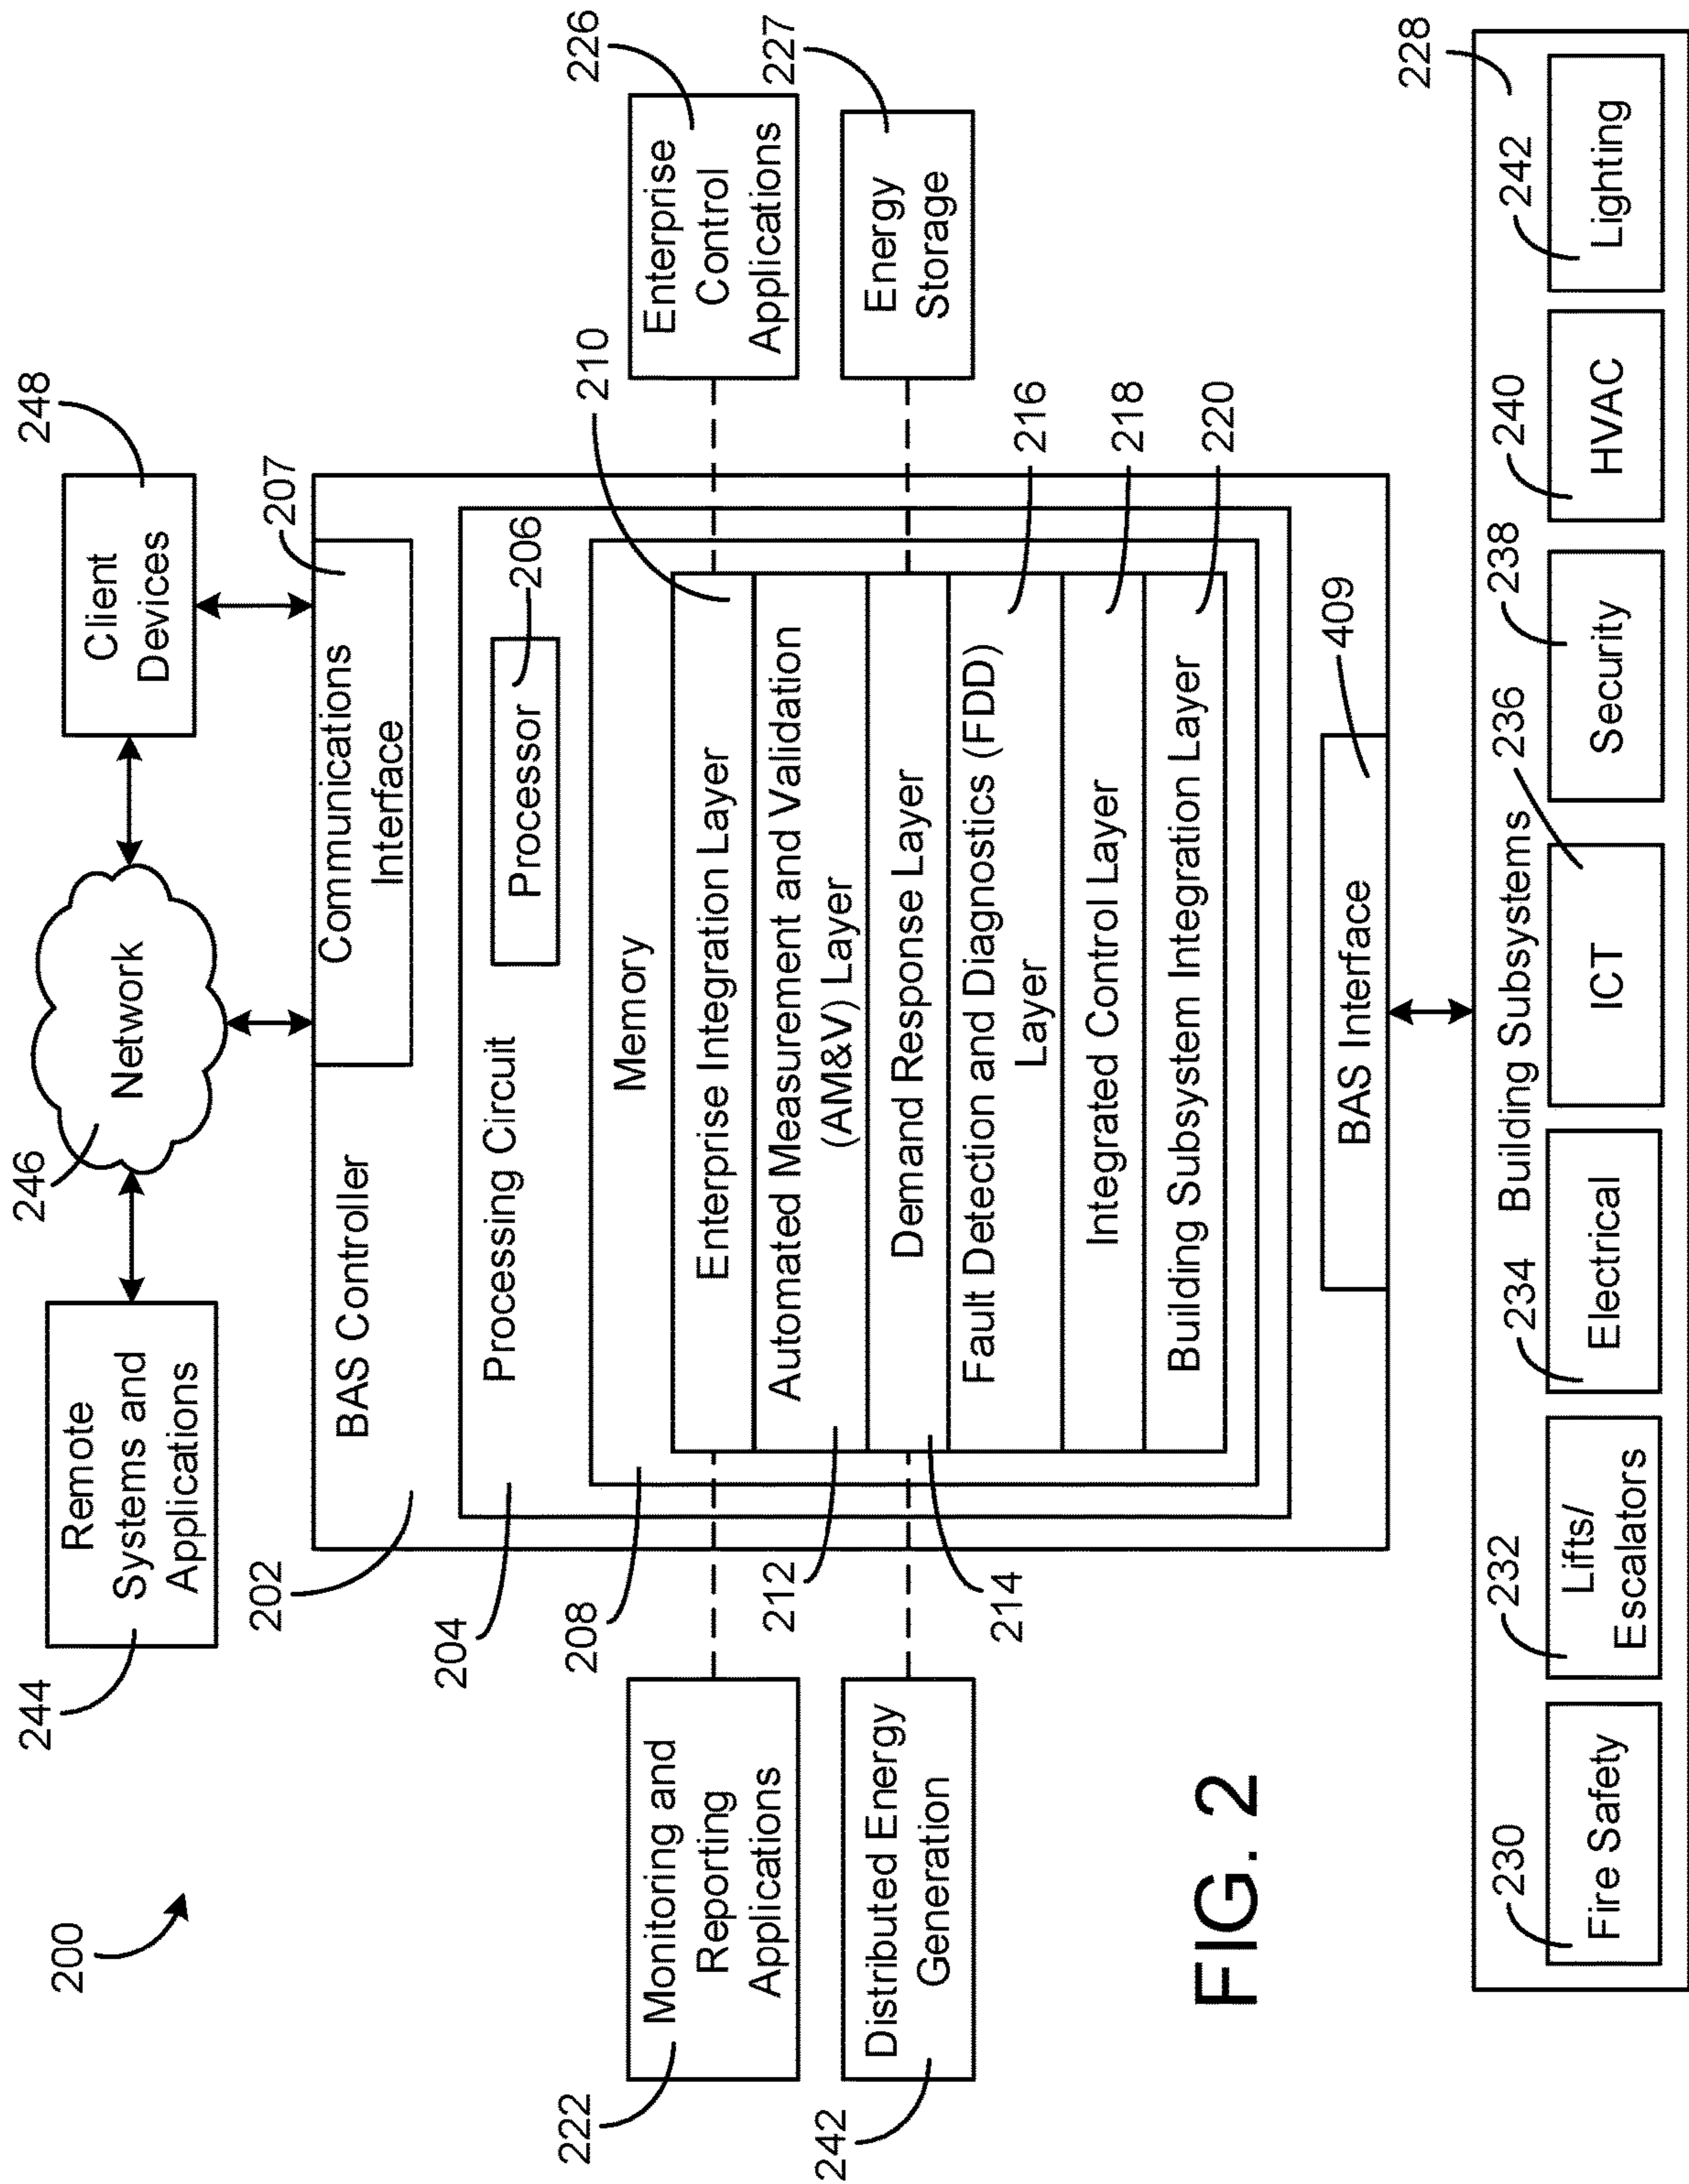 200
244
Remote
Systems and
Applications
246
Network
248
Client
Devices
202
BAS Controller
207
Communications
Interface
204
Processing Circuit
Processor
206
208
Memory
210
Enterprise Integration Layer
212
Automated Measurement and Validation
(AM&V) Layer
214
Demand Response Layer
Fault Detection and Diagnostics (FDD)
Layer
216
Integrated Control Layer
218
Building Subsystem Integration Layer
220
222
Monitoring and
Reporting
Applications
242
Distributed Energy
Generation
226
Enterprise
Control
Applications
227
Energy
Storage
BAS Interface
409
FIG. 2
Building Subsystems
228
230
Fire Safety
232
Lifts/
Escalators
234
Electrical
236
ICT
238
Security
240
HVAC
242
Lighting